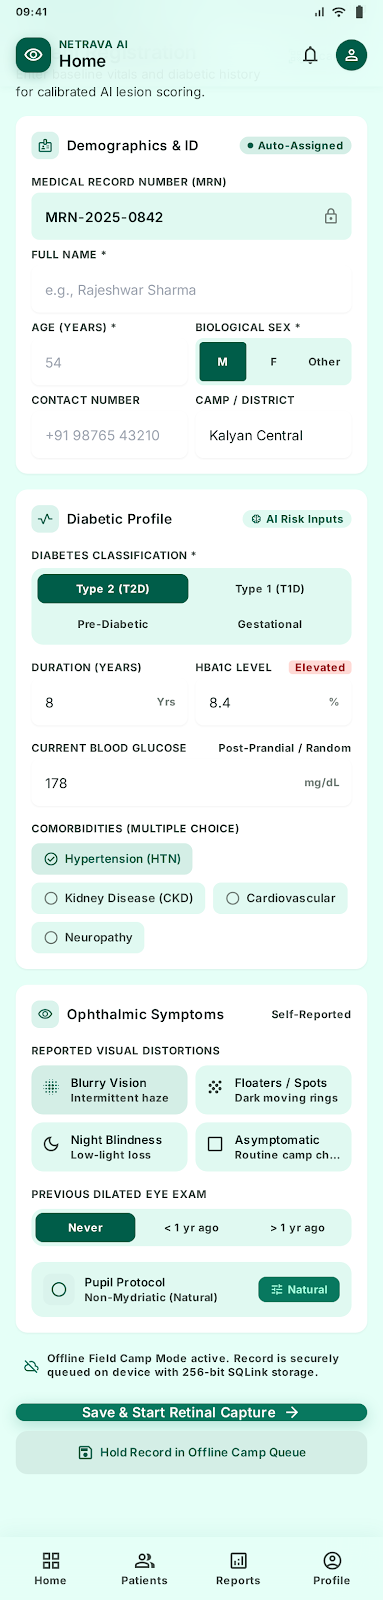 09:41
NETRAVA AI
Home
Enter baseline vitals and diabetic history
for calibrated AI lesion scoring.
Demographics & ID
Auto-Assigned
MEDICAL RECORD NUMBER (MRN)
MRN-2025-0842
FULL NAME *
e.g., Rajeshwar Sharma
AGE (YEARS) *
BIOLOGICAL SEX *
54
M
F
Other
CONTACT NUMBER
CAMP / DISTRICT
+91 98765 43210
Kalyan Central
Diabetic Profile
AI Risk Inputs
DIABETES CLASSIFICATION *
Type 2 (T2D)
Type 1 (T1D)
Pre-Diabetic
Gestational
DURATION (YEARS)
HBA1C LEVEL
Elevated
8
Yrs
8.4
%
CURRENT BLOOD GLUCOSE
Post-Prandial / Random
178
mg/dL
COMORBIDITIES (MULTIPLE CHOICE)
Hypertension (HTN)
Kidney Disease (CKD)
Cardiovascular
Neuropathy
Ophthalmic Symptoms
Self-Reported
REPORTED VISUAL DISTORTIONS
Blurry Vision
Intermittent haze
Floaters / Spots
Dark moving rings
Night Blindness
Low-light loss
Asymptomatic
Routine camp ch...
PREVIOUS DILATED EYE EXAM
Never
< 1 yr ago
> 1 yr ago
Pupil Protocol
Non-Mydriatic (Natural)
Natural
Offline Field Camp Mode active. Record is securely
queued on device with 256-bit SQLink storage.
Save & Start Retinal Capture
Hold Record in Offline Camp Queue
Home
Patients
Reports
Profile